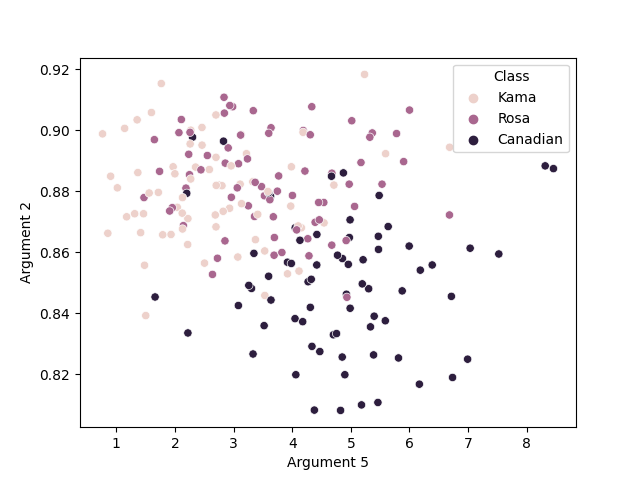 Class
Kama
Rosa
Canadian
0.92
0.90
0.88
0.86
0.84
0.82
Argument 2
1 2 3 4 5 6 7 8
Argument 5